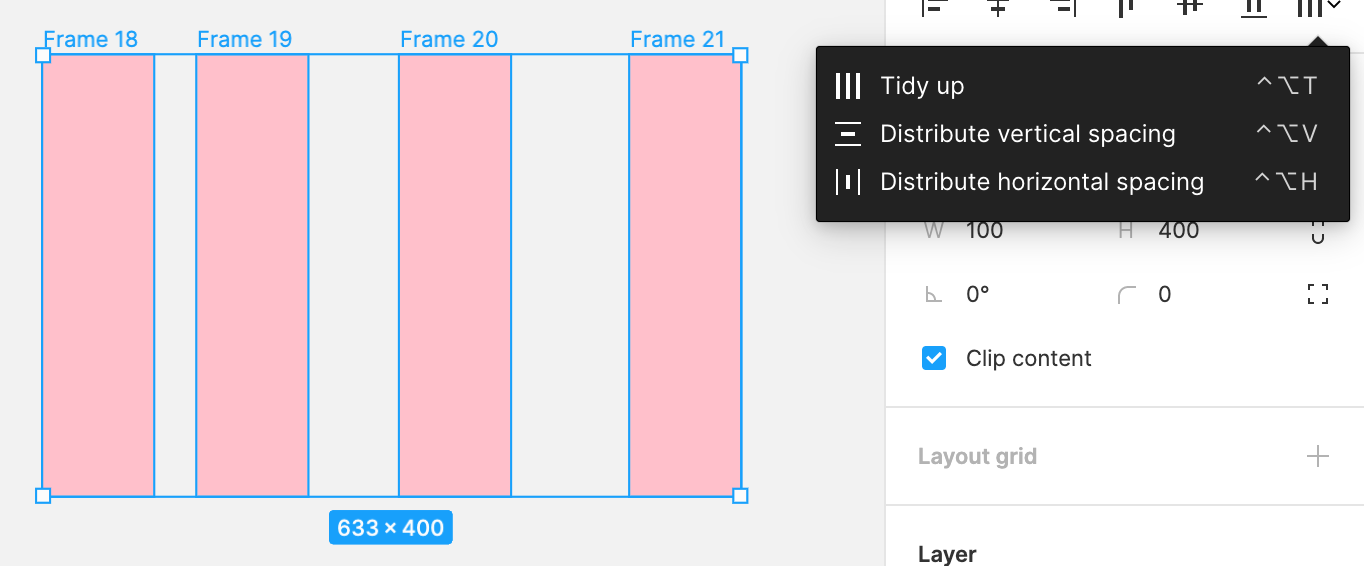 Frame 18 Frame 19 Frame 20 Frame 21
633 × 400
Tidy up ^⌥T
Distribute vertical spacing ^⌥V
Distribute horizontal spacing ^⌥H
W 100 H 400
0° 0
Clip content
Layout grid
Layer